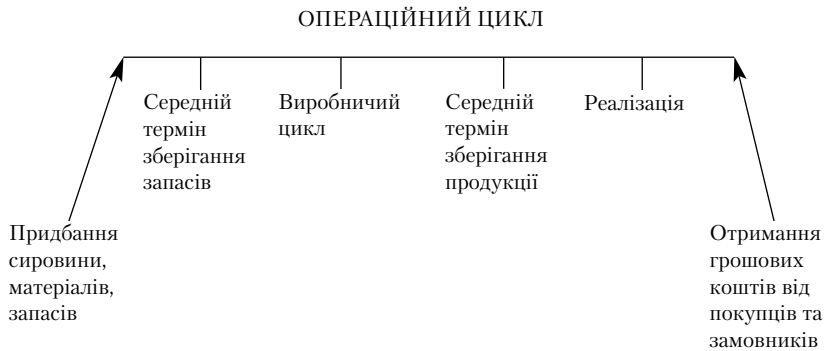 ОПЕРАЦІЙНИЙ ЦИКЛ
Середній
термін
зберігання
запасів
Виробничий
цикл
Середній
термін
зберігання
продукції
Реалізація
Придбання
сировини,
матеріалів,
запасів
Отримання
грошових
коштів від
покупців та
замовників